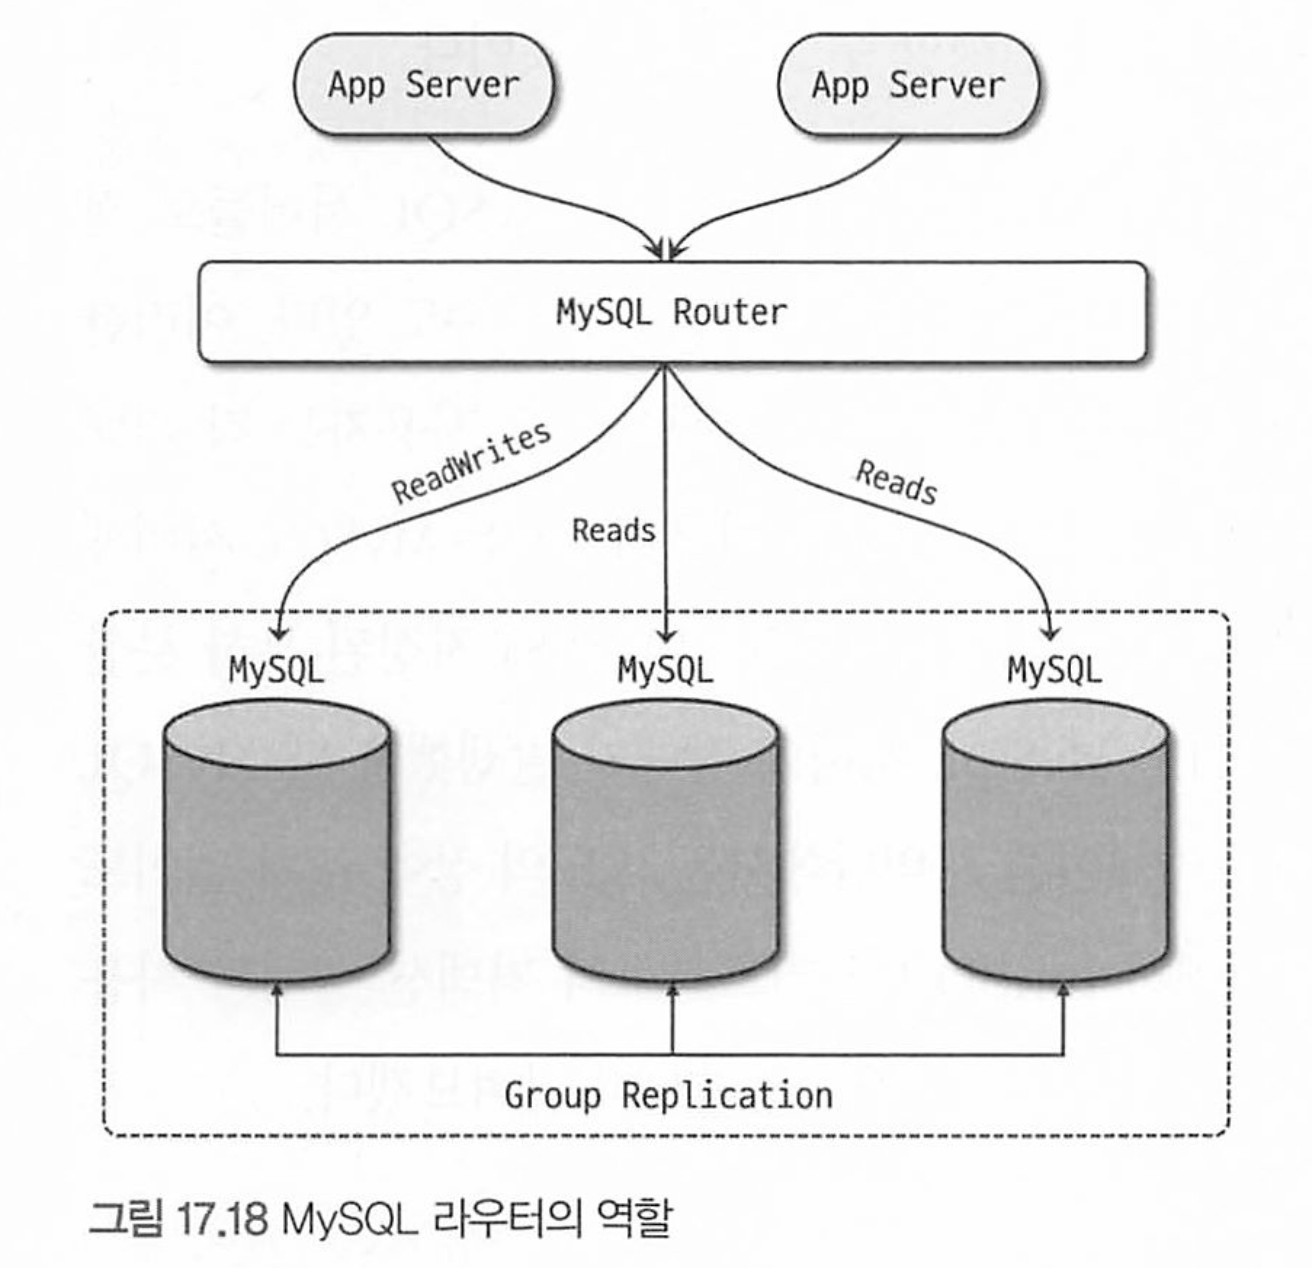 App Server
App Server
MySQL Router
ReadWrites
Reads
Reads
MySQL
MySQL
MySQL
Group Replication
그림 17.18 MySQL 라우터의 역할